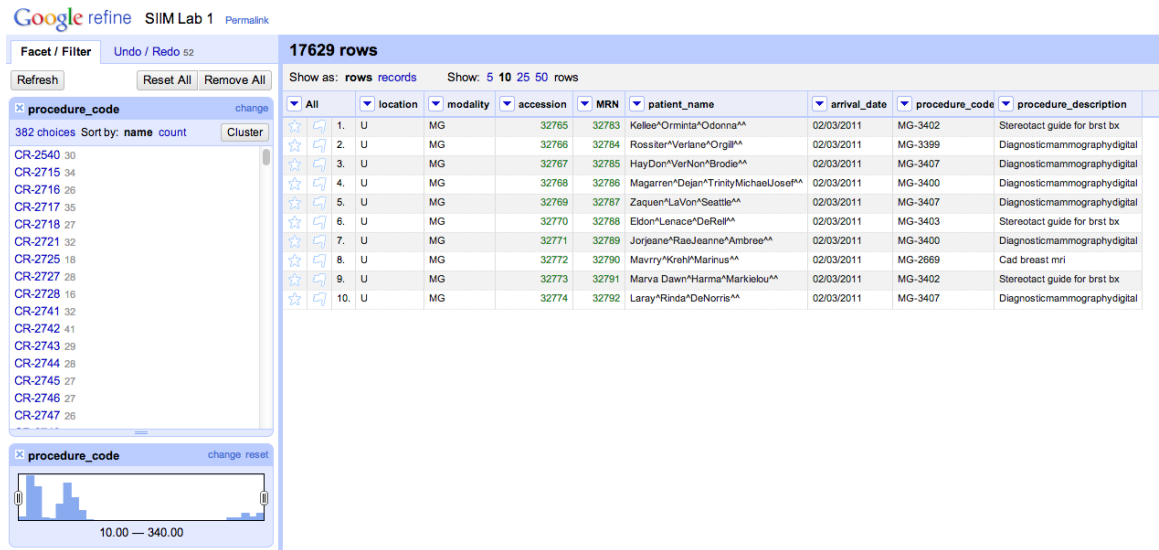 Google refine SIIM Lab 1 Permalink
Facet / Filter Undo / Redo 52
Refresh Reset All Remove All
procedure_code change
382 choices Sort by: name count Cluster
CR-2540 30
CR-2715 34
CR-2716 26
CR-2717 35
CR-2718 27
CR-2721 32
CR-2725 18
CR-2727 28
CR-2728 16
CR-2741 32
CR-2742 41
CR-2743 29
CR-2744 28
CR-2745 27
CR-2746 27
CR-2747 26
procedure_code change reset
10.00 — 340.00
17629 rows
Show as: rows records Show: 5 10 25 50 rows
All location modality accession MRN patient_name arrival_date procedure_code procedure_description
1. U MG 32765 32783 Kellee^Orminta^Odonna^^ 02/03/2011 MG-3402 Stereotact guide for brst bx
2. U MG 32766 32784 Rossiter^Verlane^Orgill^^ 02/03/2011 MG-3399 Diagnosticmammographydigital
3. U MG 32767 32785 HayDon^VerNon^Brodie^^ 02/03/2011 MG-3407 Diagnosticmammographydigital
4. U MG 32768 32786 Magarren^Dejan^TrinityMichaelJosef^^ 02/03/2011 MG-3400 Diagnosticmammographydigital
5. U MG 32769 32787 Zaquen^LaVon^Seattle^^ 02/03/2011 MG-3407 Diagnosticmammographydigital
6. U MG 32770 32788 Eldon^Lenace^DeRell^^ 02/03/2011 MG-3403 Stereotact guide for brst bx
7. U MG 32771 32789 Jorjeane^RaeJeanne^Ambree^^ 02/03/2011 MG-3400 Diagnosticmammographydigital
8. U MG 32772 32790 Mavrry^Krehl^Marinus^^ 02/03/2011 MG-2669 Cad breast mri
9. U MG 32773 32791 Marva Dawn^Harma^Markielou^^ 02/03/2011 MG-3402 Stereotact guide for brst bx
10. U MG 32774 32792 Laray^Rinda^DeNorris^^ 02/03/2011 MG-3407 Diagnosticmammographydigital